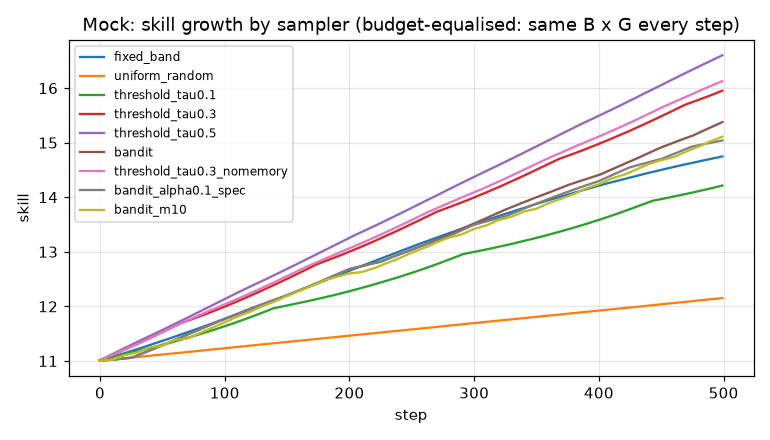 Mock: skill growth by sampler (budget-equalised: same B x G every step)
fixed_band
uniform_random
threshold_tau0.1
threshold_tau0.3
threshold_tau0.5
bandit
threshold_tau0.3_nomemory
bandit_alpha0.1_spec
bandit_m10
skill
16
15
14
13
12
11
0
100
200
300
400
500
step